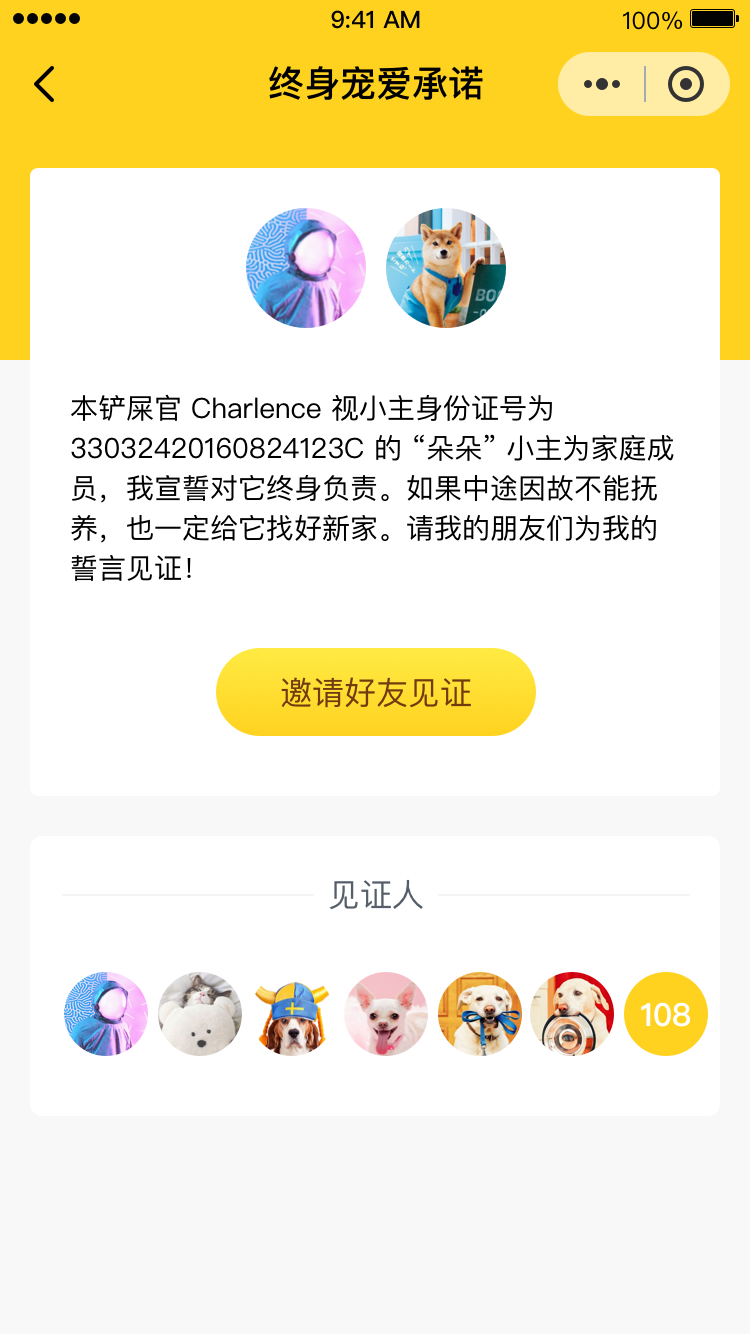 9:41 AM
100%
终身宠爱承诺
本铲屎官 Charlence 视小主身份证号为
33032420160824123C 的 “朵朵” 小主为家庭成
员，我宣誓对它终身负责。如果中途因故不能抚
养，也一定给它找好新家。请我的朋友们为我的
誓言见证！
邀请好友见证
见证人
108